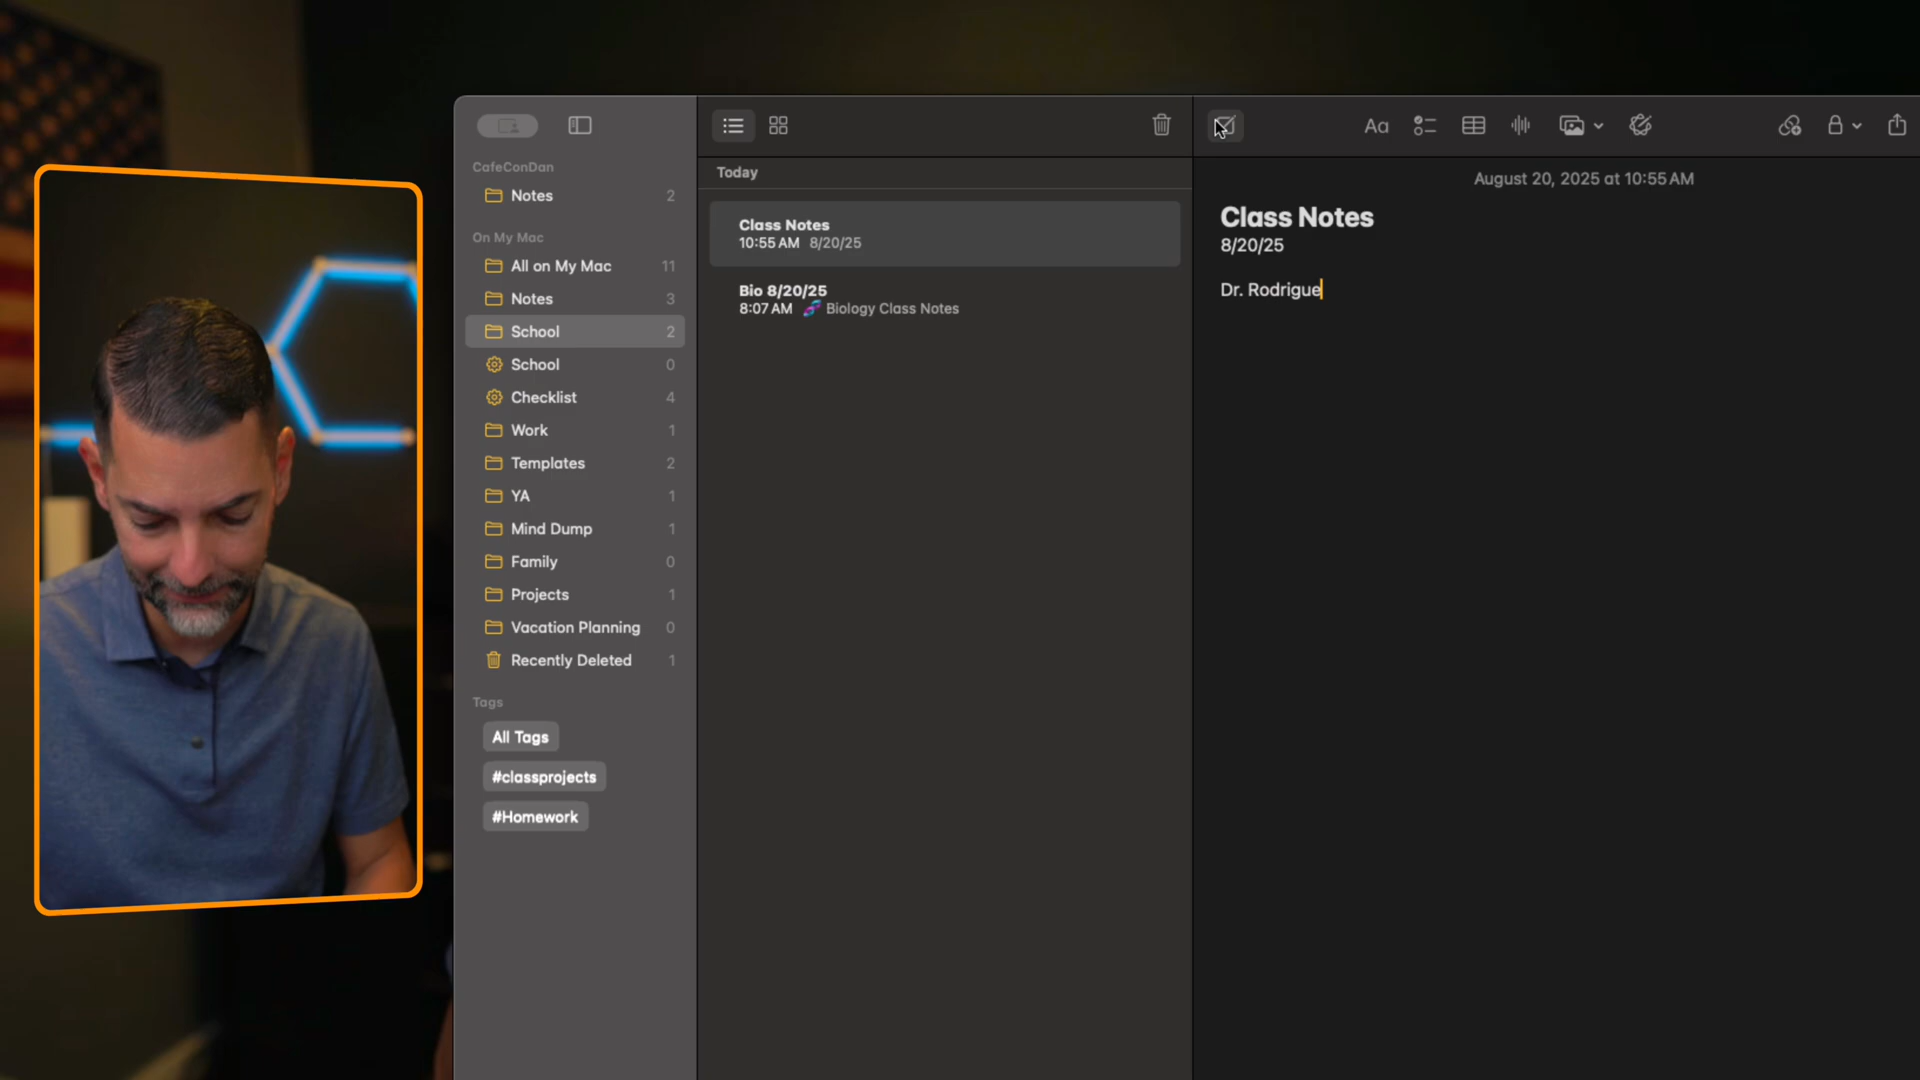 CafeConDan
Notes 2
On My Mac
All on My Mac 11
Notes 3
School 2
School 0
Checklist 4
Work 1
Templates 2
YA 1
Mind Dump 1
Family 0
Projects 1
Vacation Planning 0
Recently Deleted 1
Tags
All Tags
#classprojects
#Homework
Today
Class Notes
10:55 AM 8/20/25
Bio 8/20/25
8:07 AM 🧬 Biology Class Notes
Aa
August 20, 2025 at 10:55 AM
Class Notes
8/20/25
Dr. Rodrigue